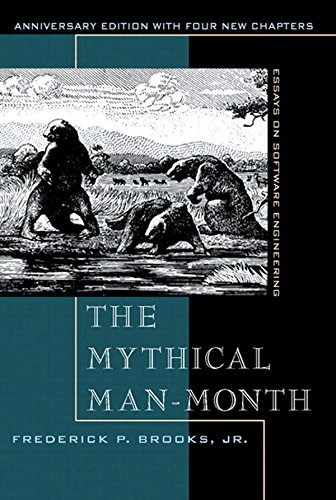 ANNIVERSARY EDITION WITH FOUR NEW CHAPTERS
ESSAYS ON SOFTWARE ENGINEERING
THE
MYTHICAL
MAN-MONTH
FREDERICK P. BROOKS, JR.